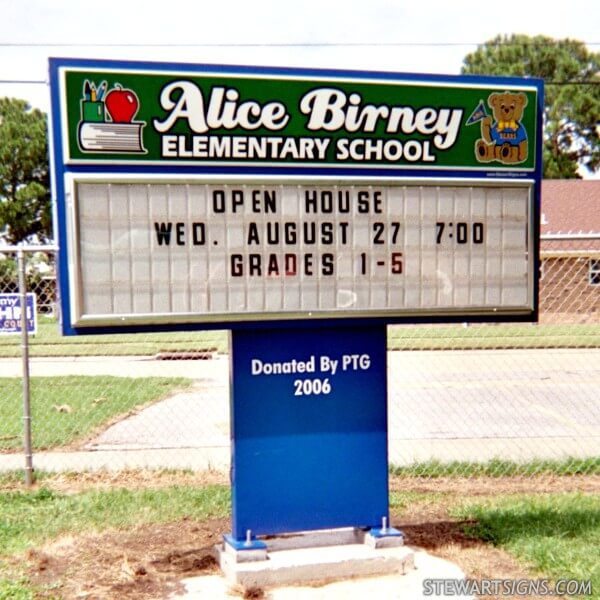 Alice Birney
ELEMENTARY SCHOOL
BEARS
OPEN HOUSE
WED. AUGUST 27 7:00
GRADES 1-5
Donated By PTG
2006
STEWARTSIGNS.COM